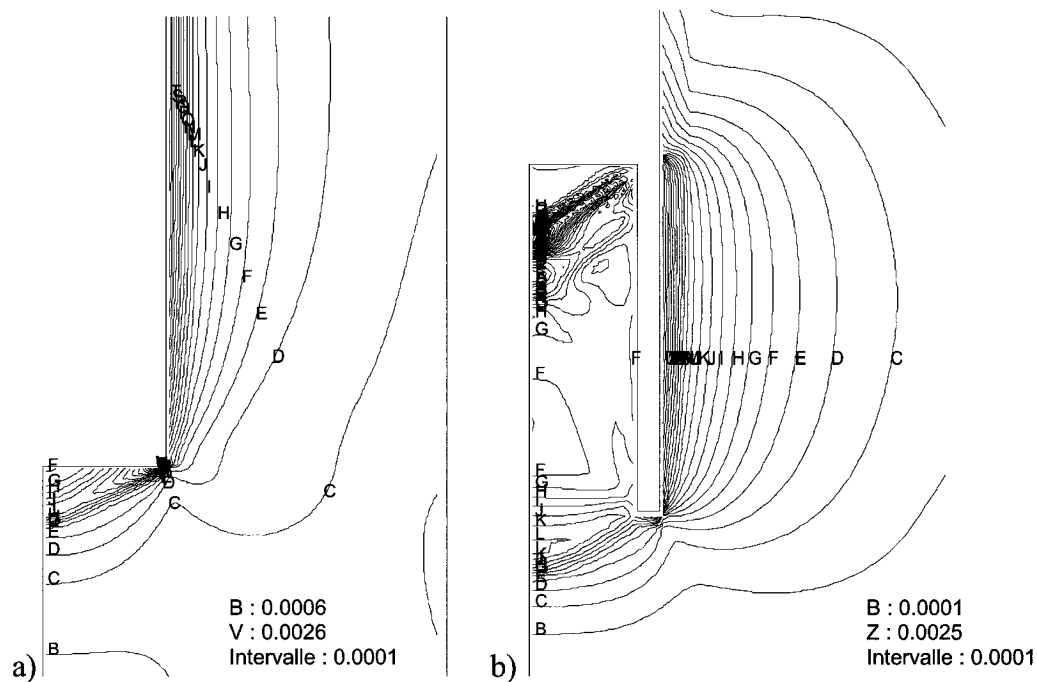 S
Q
M
K
J
I
H
G
F
E
D
C
F
G
H
I
E
D
C
B
D
C
B : 0.0006
V : 0.0026
Intervalle : 0.0001
a)
H
H
G
F
F
G
H
I
J
K
L
K
D
C
B
F
M K J I H G F E D C
B : 0.0001
Z : 0.0025
Intervalle : 0.0001
b)